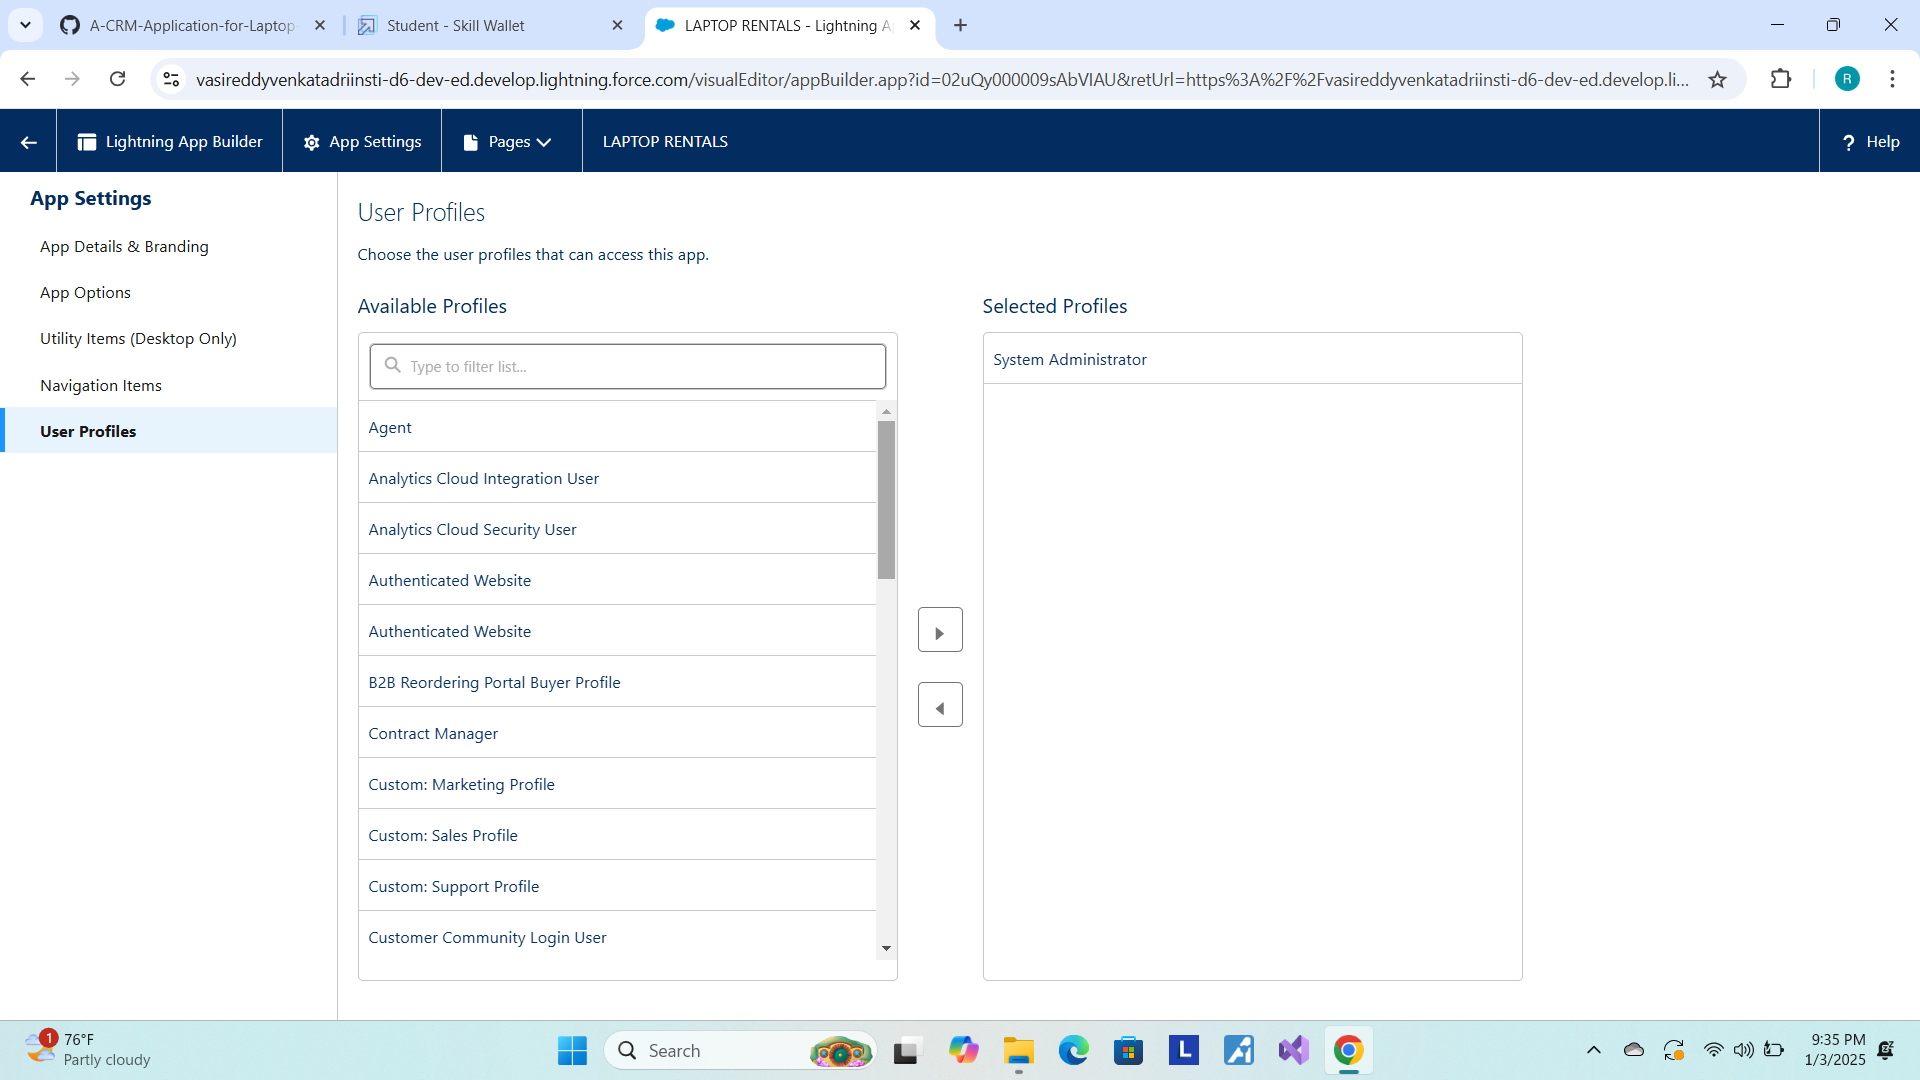 A-CRM-Application-for-Laptop-
Student - Skill Wallet
LAPTOP RENTALS - Lightning A
vasireddyvenkatadriinsti-d6-dev-ed.develop.lightning.force.com/visualEditor/appBuilder.app?id=02uQy000009sAbVIAU&retUrl=https%3A%2F%2Fvasireddyvenkatadriinsti-d6-dev-ed.develop.li...
R
Lightning App Builder
App Settings
Pages
LAPTOP RENTALS
? Help
App Settings
App Details & Branding
App Options
Utility Items (Desktop Only)
Navigation Items
User Profiles
User Profiles
Choose the user profiles that can access this app.
Available Profiles
Type to filter list...
Agent
Analytics Cloud Integration User
Analytics Cloud Security User
Authenticated Website
Authenticated Website
B2B Reordering Portal Buyer Profile
Contract Manager
Custom: Marketing Profile
Custom: Sales Profile
Custom: Support Profile
Customer Community Login User
Selected Profiles
System Administrator
1
76°F
Partly cloudy
Search
L
9:35 PM
1/3/2025